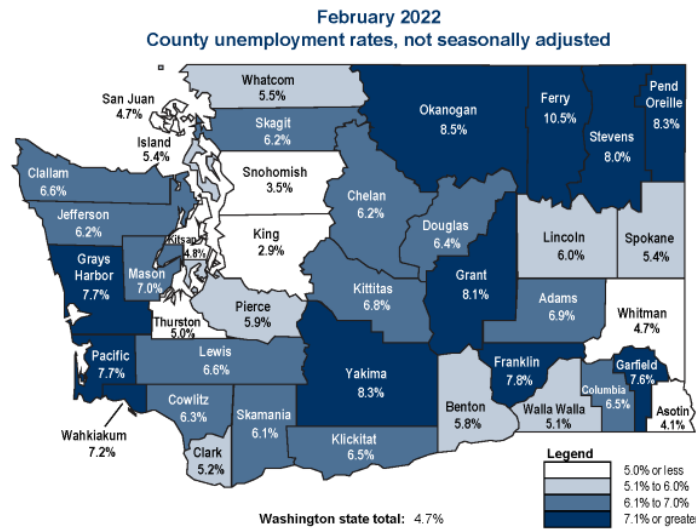 February 2022
County unemployment rates, not seasonally adjusted
Whatcom
5.5%
San Juan
4.7%
Skagit
6.2%
Island
5.4%
Okanogan
8.5%
Ferry
10.5%
Stevens
8.0%
Pend
Oreille
8.3%
Clallam
6.6%
Snohomish
3.5%
Chelan
6.2%
Jefferson
6.2%
Douglas
6.4%
Kitsap
4.8%
King
2.9%
Lincoln
6.0%
Spokane
5.4%
Grays
Harbor
7.7%
Mason
7.0%
Kittitas
6.8%
Grant
8.1%
Adams
6.9%
Pierce
5.9%
Whitman
4.7%
Thurston
5.0%
Pacific
7.7%
Lewis
6.6%
Yakima
8.3%
Franklin
7.8%
Garfield
7.6%
Columbia
6.5%
Benton
5.8%
Walla Walla
5.1%
Asotin
4.1%
Wahkiakum
7.2%
Cowlitz
6.3%
Skamania
6.1%
Klickitat
6.5%
Clark
5.2%
Legend
5.0% or less
5.1% to 6.0%
6.1% to 7.0%
7.1% or greate
Washington state total: 4.7%